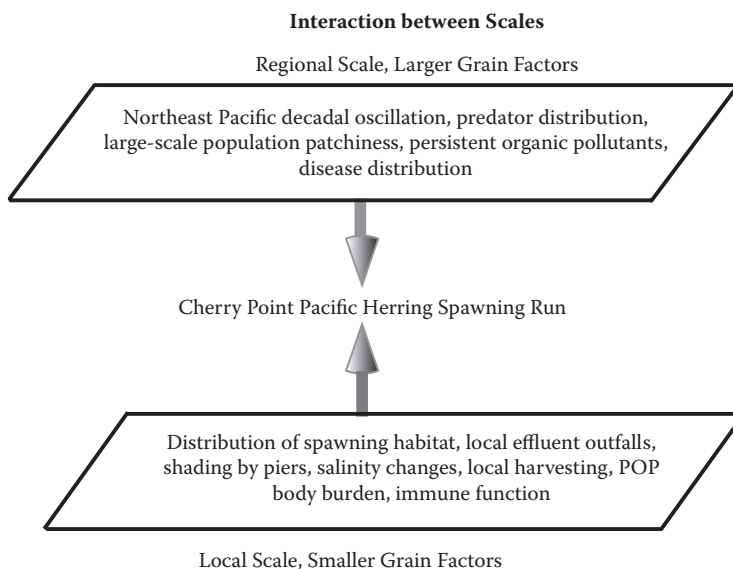 Interaction between Scales
Regional Scale, Larger Grain Factors
Northeast Pacific decadal oscillation, predator distribution,
large-scale population patchiness, persistent organic pollutants,
disease distribution
Cherry Point Pacific Herring Spawning Run
Distribution of spawning habitat, local effluent outfalls,
shading by piers, salinity changes, local harvesting, POP
body burden, immune function
Local Scale, Smaller Grain Factors